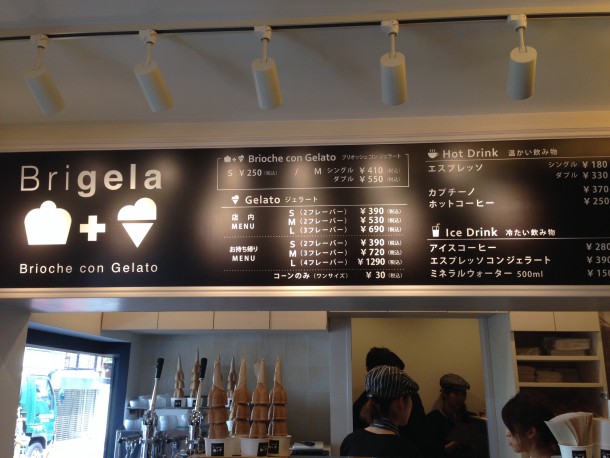 Brigela
Brioche con Gelato
Brioche con Gelato ブリオッシュ コン ジェラート
S ¥250(税込) / M シングル ¥410(税込)
ダブル ¥550(税込)
Gelato ジェラート
店内 MENU
S (2フレーバー) ¥390(税込)
M (2フレーバー) ¥530(税込)
L (3フレーバー) ¥690(税込)
お持ち帰り MENU
S (2フレーバー) ¥390(税込)
M (3フレーバー) ¥720(税込)
L (4フレーバー) ¥1290(税込)
コーンのみ (ワンサイズ) ¥30(税込)
Hot Drink 温かい飲み物
エスプレッソ シングル ¥180
ダブル ¥330
カプチーノ ¥370
ホットコーヒー ¥250
Ice Drink 冷たい飲み物
アイスコーヒー ¥280
エスプレッソコンジェラート ¥390
ミネラルウォーター 500ml ¥150